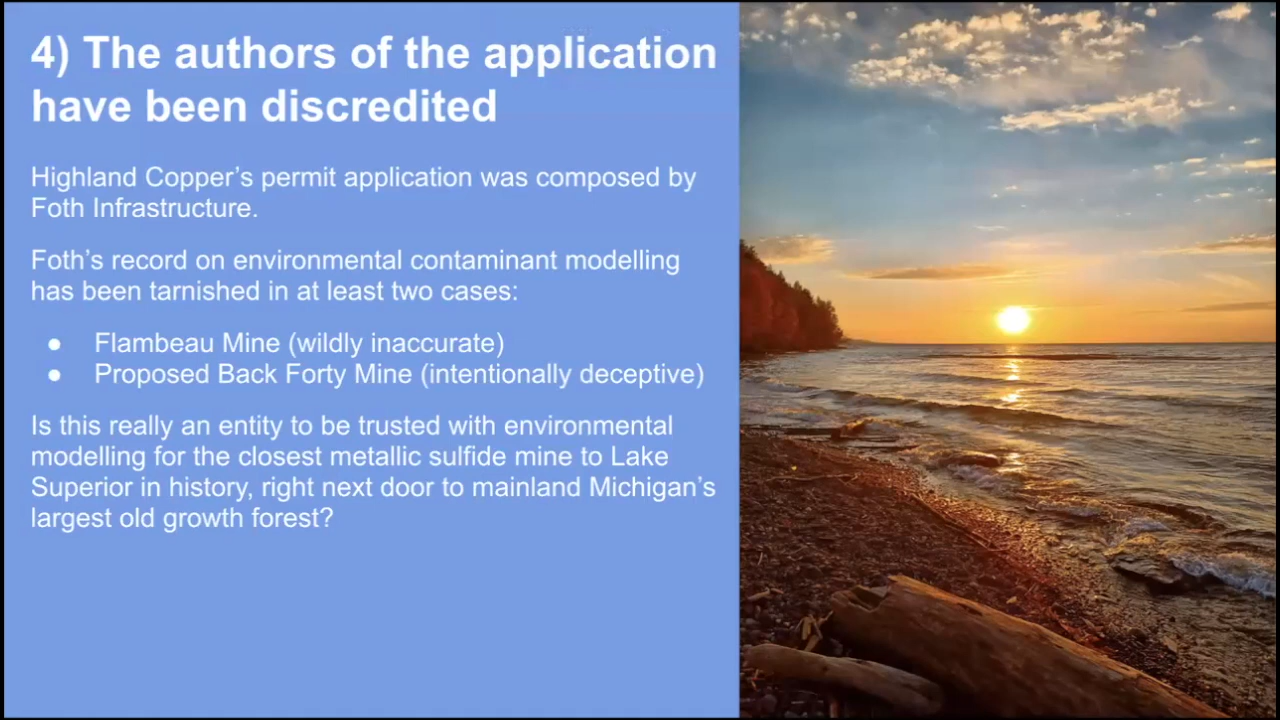 4) The authors of the application
have been discredited
Highland Copper’s permit application was composed by
Foth Infrastructure.
Foth’s record on environmental contaminant modelling
has been tarnished in at least two cases:
● Flambeau Mine (wildly inaccurate)
● Proposed Back Forty Mine (intentionally deceptive)
Is this really an entity to be trusted with environmental
modelling for the closest metallic sulfide mine to Lake
Superior in history, right next door to mainland Michigan’s
largest old growth forest?